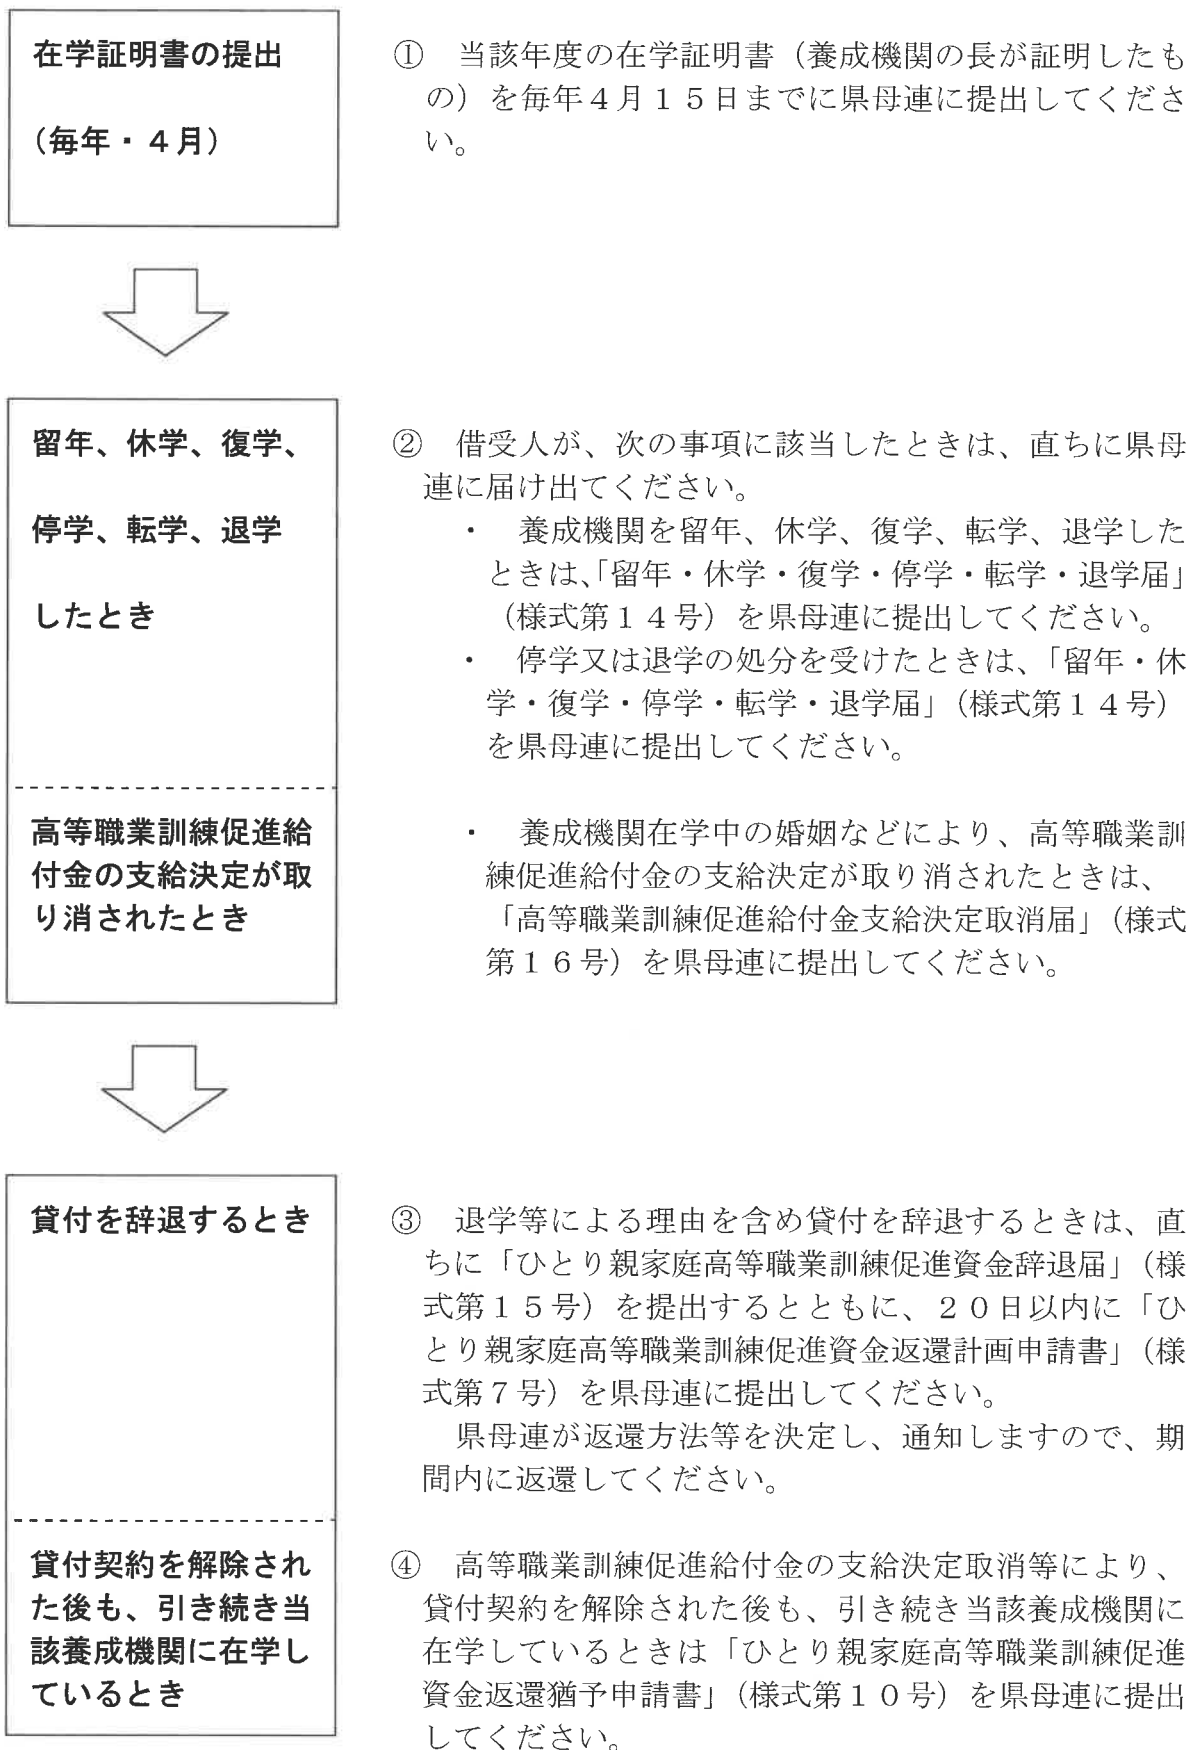 在学証明書の提出
（毎年・４月）
①　当該年度の在学証明書（養成機関の長が証明したも
の）を毎年４月１５日までに県母連に提出してくださ
い。
留年、休学、復学、
停学、転学、退学
したとき
②　借受人が、次の事項に該当したときは、直ちに県母
連に届け出てください。
・　養成機関を留年、休学、復学、転学、退学した
ときは、「留年・休学・復学・停学・転学・退学届」
（様式第１４号）を県母連に提出してください。
・　停学又は退学の処分を受けたときは、「留年・休
学・復学・停学・転学・退学届」（様式第１４号）
を県母連に提出してください。
高等職業訓練促進給
付金の支給決定が取
り消されたとき
・　養成機関在学中の婚姻などにより、高等職業訓
練促進給付金の支給決定が取り消されたときは、
「高等職業訓練促進給付金支給決定取消届」（様式
第１６号）を県母連に提出してください。
貸付を辞退するとき
③　退学等による理由を含め貸付を辞退するときは、直
ちに「ひとり親家庭高等職業訓練促進資金辞退届」（様
式第１５号）を提出するとともに、２０日以内に「ひ
とり親家庭高等職業訓練促進資金返還計画申請書」（様
式第７号）を県母連に提出してください。
県母連が返還方法等を決定し、通知しますので、期
間内に返還してください。
貸付契約を解除され
た後も、引き続き当
該養成機関に在学し
ているとき
④　高等職業訓練促進給付金の支給決定取消等により、
貸付契約を解除された後も、引き続き当該養成機関に
在学しているときは「ひとり親家庭高等職業訓練促進
資金返還猶予申請書」（様式第１０号）を県母連に提出
してください。